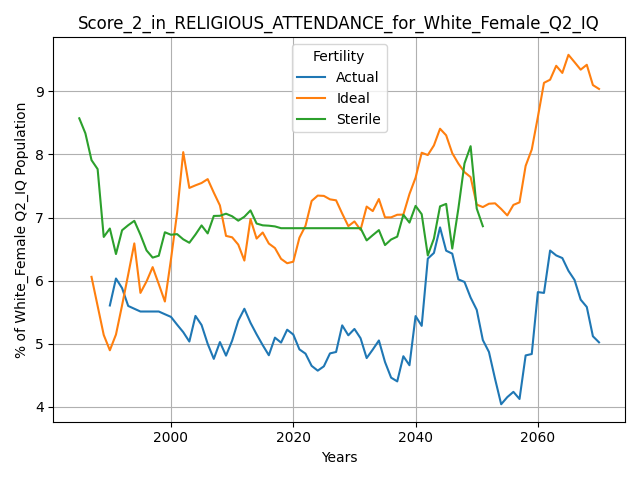 Score_2_in_RELIGIOUS_ATTENDANCE_for_White_Female_Q2_IQ
Fertility
Actual
Ideal
Sterile
% of White_Female Q2_IQ Population
9
8
7
6
5
4
2000 2020 2040 2060
Years